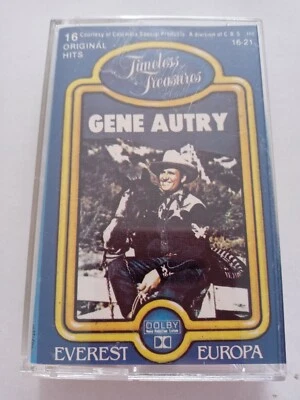 16 Courtesy of Columbia Special Products A division of C B S
ORIGINAL 16-21
HITS
Timeless
Treasures
GENE AUTRY
DOLBY
EVEREST EUROPA